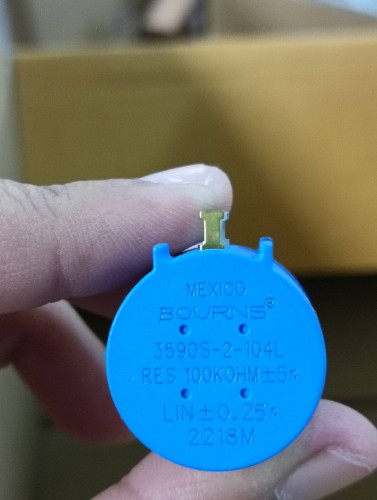 MEXICO
BOURNS®
3590S-2-104L
RES 100KOHM ±5%
LIN ±0.25%
2218M